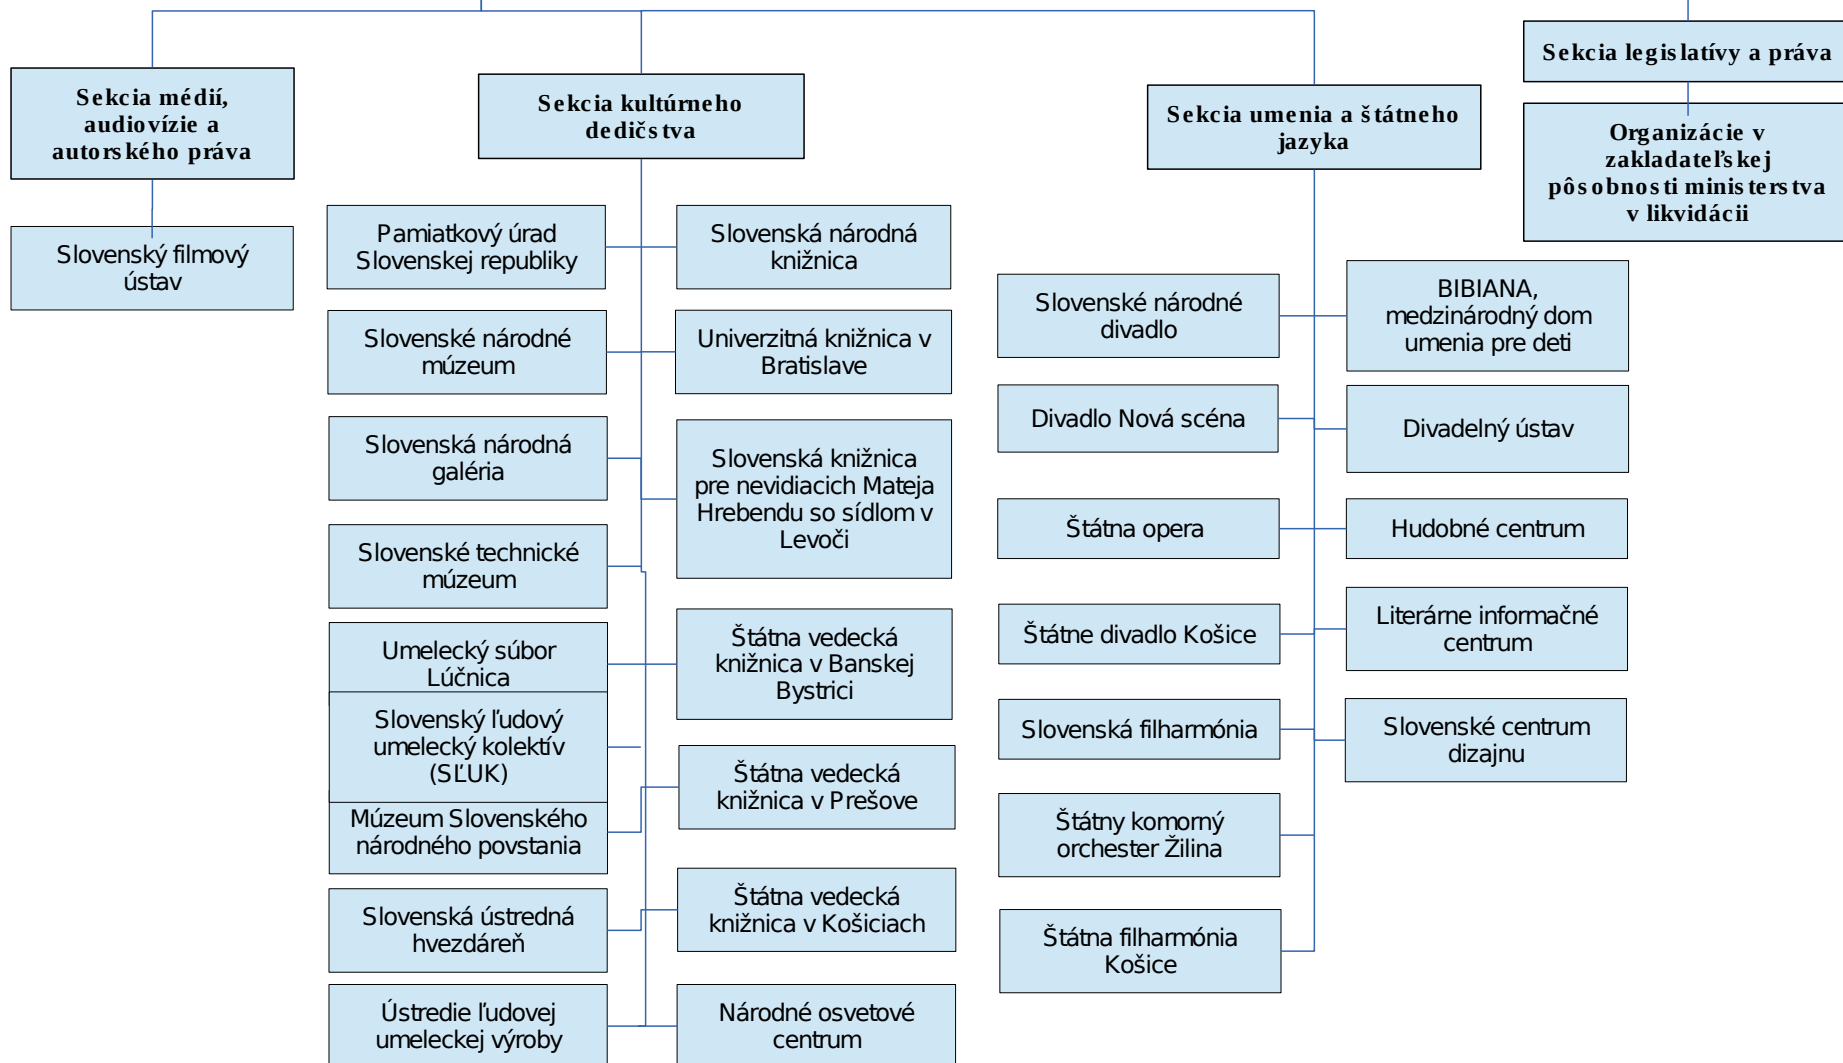 Sekcia médií,
audiovízie a
autorského práva
Slovenský filmový
ústav
Sekcia kultúrneho
dedičstva
Pamiatkový úrad
Slovenskej republiky
Slovenské národné
múzeum
Slovenská národná
galéria
Slovenské technické
múzeum
Umelecký súbor
Lúčnica
Slovenský ľudový
umelecký kolektív
(SĽUK)
Múzeum Slovenského
národného povstania
Slovenská ústredná
hvezdáreň
Ústredie ľudovej
umeleckej výroby
Slovenská národná
knižnica
Univerzitná knižnica v
Bratislave
Slovenská knižnica
pre nevidiacich Mateja
Hrebendu so sídlom v
Levoči
Štátna vedecká
knižnica v Banskej
Bystrici
Štátna vedecká
knižnica v Prešove
Štátna vedecká
knižnica v Košiciach
Národné osvetové
centrum
Sekcia umenia a štátneho
jazyka
Slovenské národné
divadlo
Divadlo Nová scéna
Štátna opera
Štátne divadlo Košice
Slovenská filharmónia
Štátny komorný
orchester Žilina
Štátna filharmónia
Košice
BIBIANA,
medzinárodný dom
umenia pre deti
Divadelný ústav
Hudobné centrum
Literárne informačné
centrum
Slovenské centrum
dizajnu
Sekcia legislatívy a práva
Organizácie v
zakladateľskej
pôsobnosti ministerstva
v likvidácii